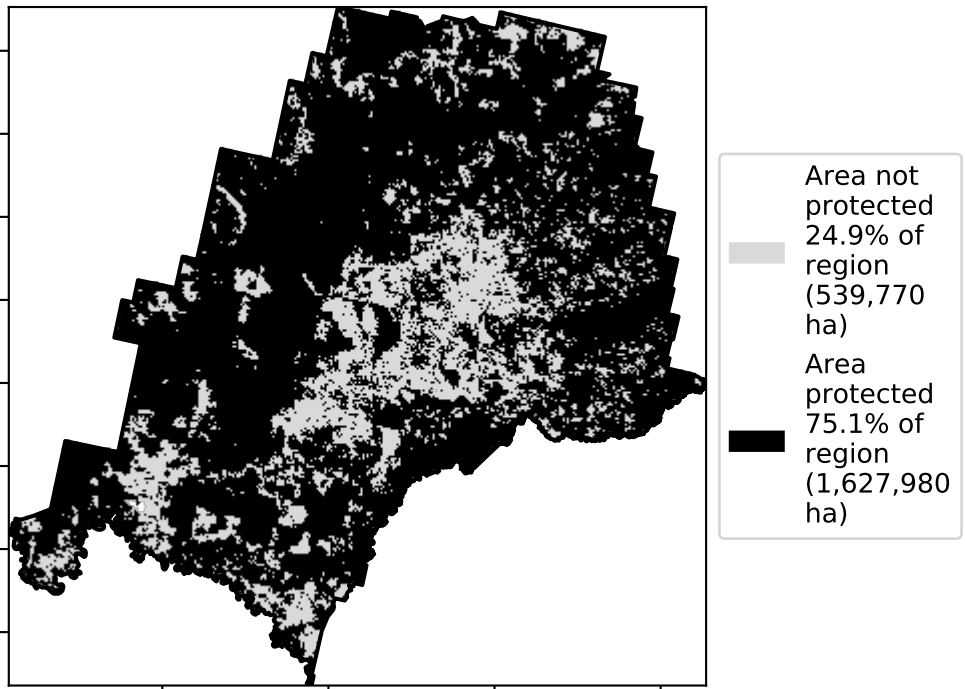 Area not
protected
24.9% of
region
(539,770
ha)
Area
protected
75.1% of
region
(1,627,980
ha)